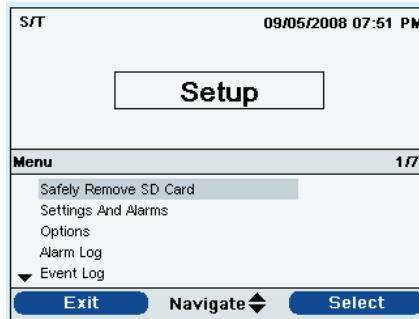 S/T 09/05/2008 07:51 PM
Setup
Menu 1/7
Safely Remove SD Card
Settings And Alarms
Options
Alarm Log
Event Log
Exit Navigate Select